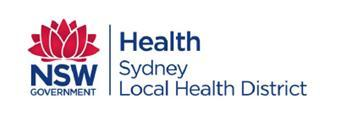 NSW
GOVERNMENT
Health
Sydney
Local Health District